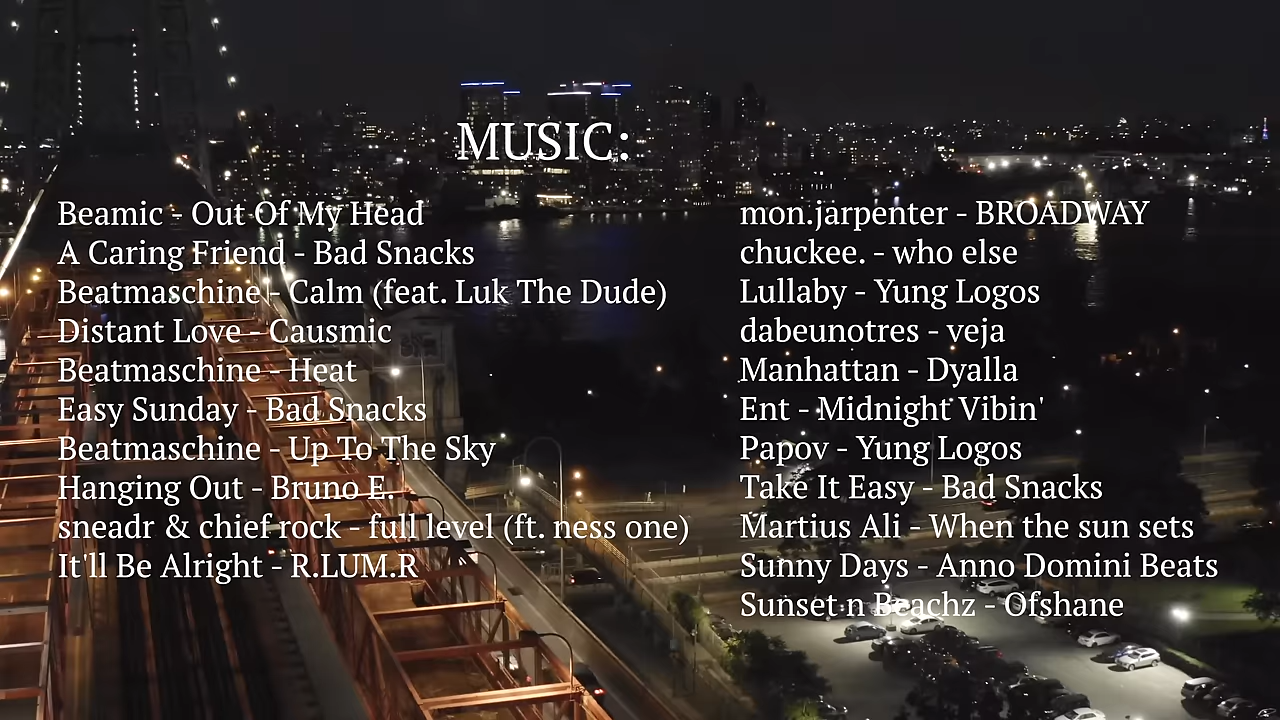 MUSIC:
Beamic - Out Of My Head
A Caring Friend - Bad Snacks
Beatmaschine - Calm (feat. Luk The Dude)
Distant Love - Causmic
Beatmaschine - Heat
Easy Sunday - Bad Snacks
Beatmaschine - Up To The Sky
Hanging Out - Bruno E.
sneadr & chief rock - full level (ft. ness one)
It'll Be Alright - R.LUM.R
mon.jarpenter - BROADWAY
chuckee. - who else
Lullaby - Yung Logos
dabeunotres - veja
Manhattan - Dyalla
Ent - Midnight Vibin'
Papov - Yung Logos
Take It Easy - Bad Snacks
Martius Ali - When the sun sets
Sunny Days - Anno Domini Beats
Sunset n Beachz - Ofshane